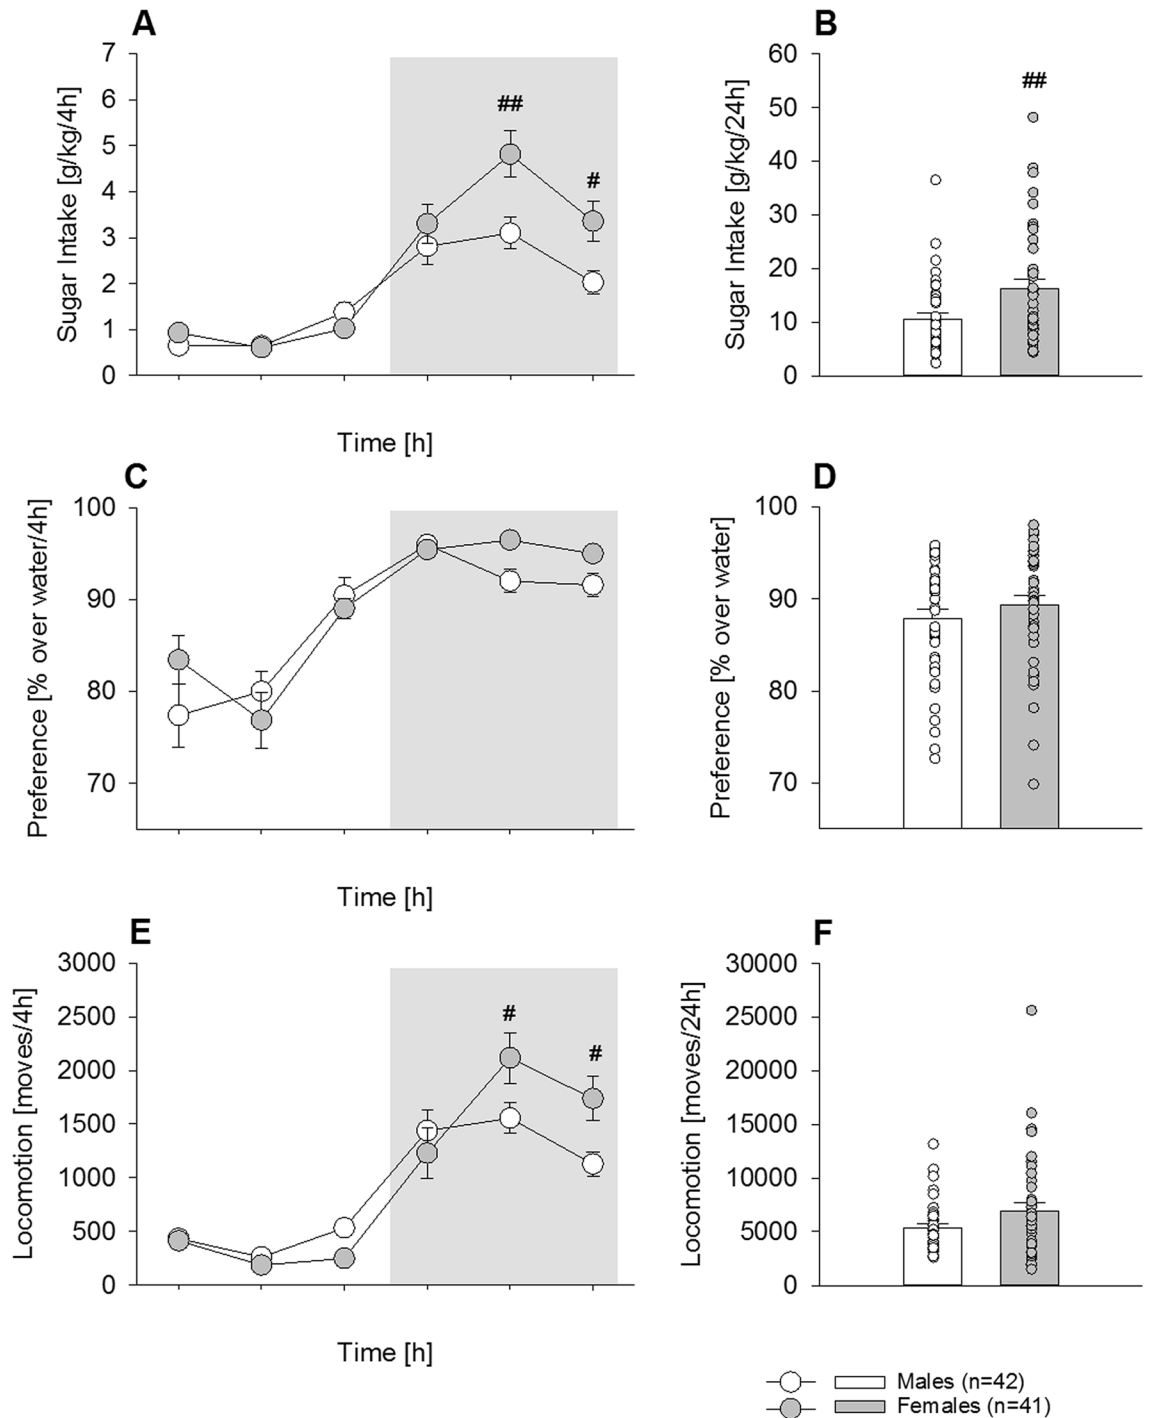 A
Sugar Intake [g/kg/4h]
7
6
5
4
3
2
1
0
##
#
Time [h]
B
Sugar Intake [g/kg/24h]
60
50
40
30
20
10
0
##
C
Preference [% over water/4h]
100
90
80
70
Time [h]
D
Preference [% over water]
100
90
80
70
E
Locomotion [moves/4h]
3000
2500
2000
1500
1000
500
0
#
#
Time [h]
F
Locomotion [moves/24h]
30000
25000
20000
15000
10000
5000
0
Males (n=42)
Females (n=41)